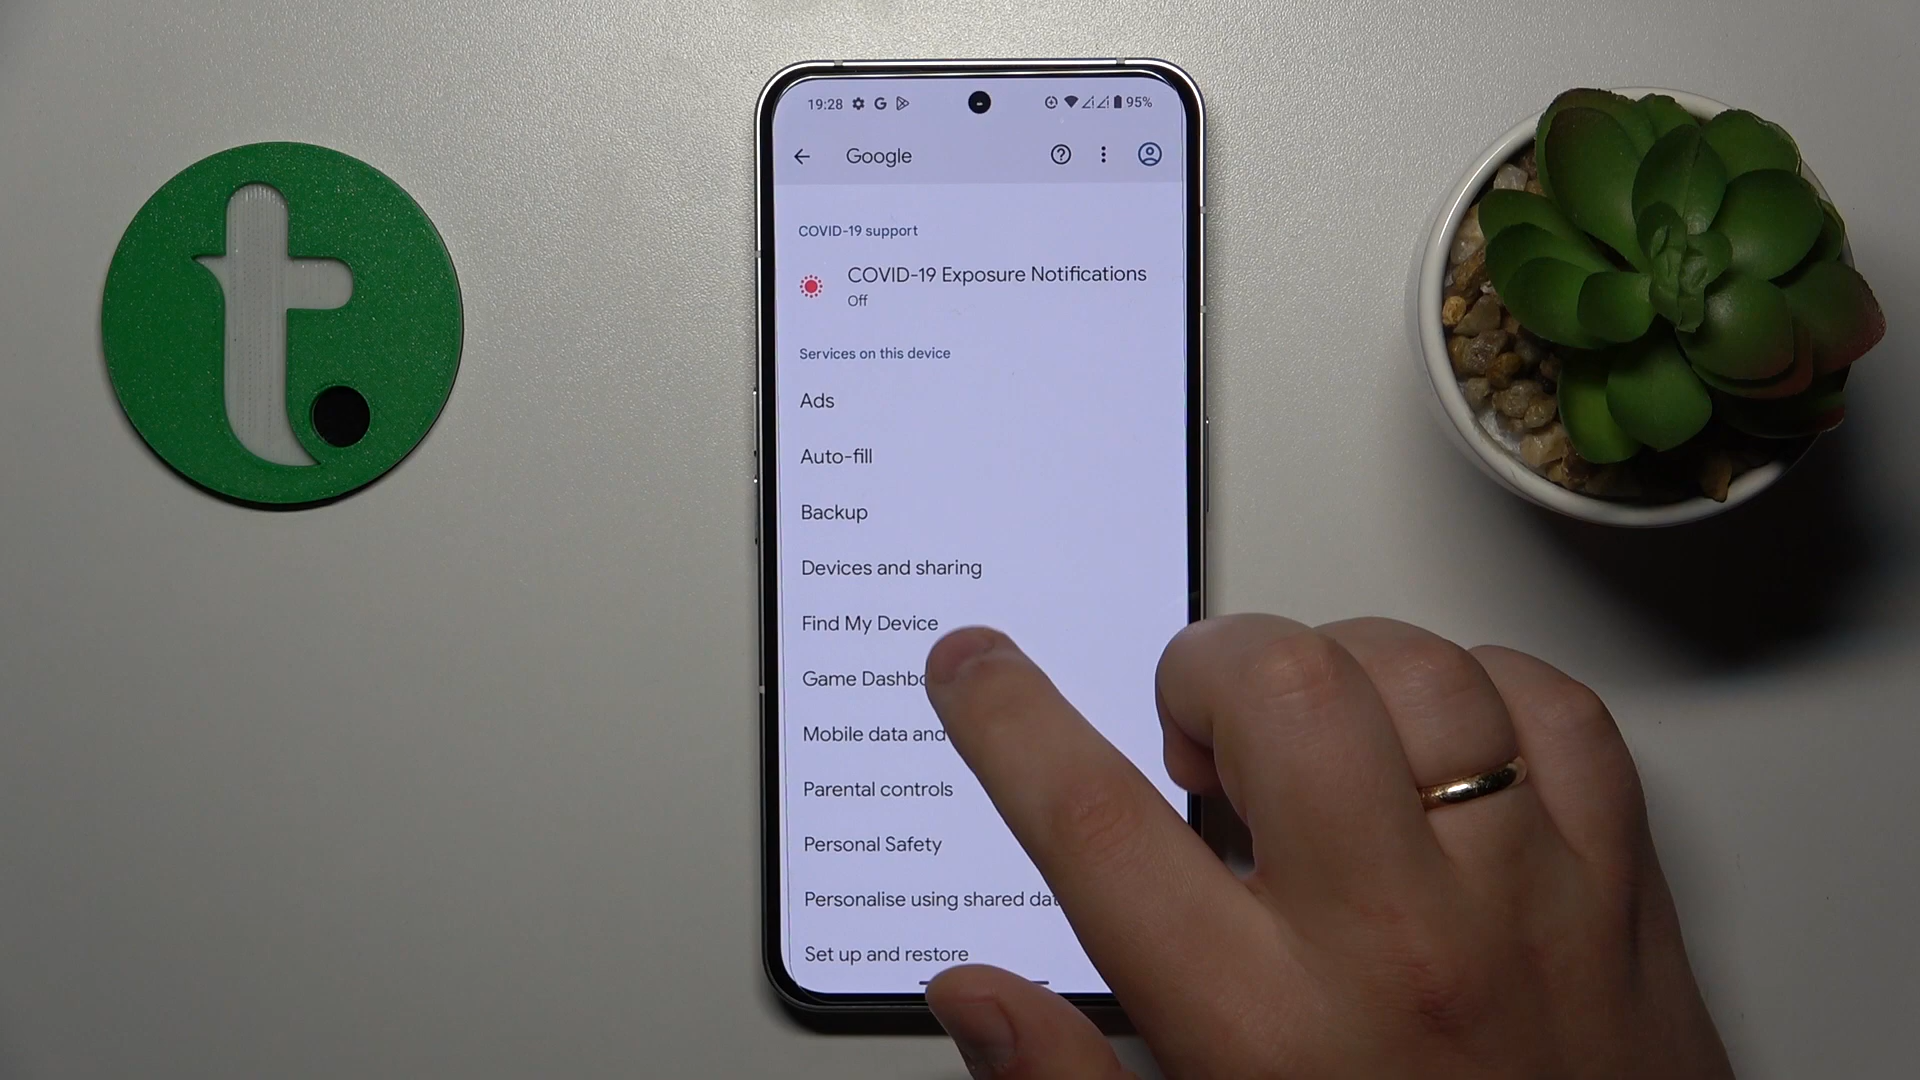 t.
19:28 G 95%
Google
COVID-19 support
COVID-19 Exposure Notifications
Off
Services on this device
Ads
Auto-fill
Backup
Devices and sharing
Find My Device
Game
Mobile data and
Parental controls
Personal Safety
Personalise using shared
Set up and restore